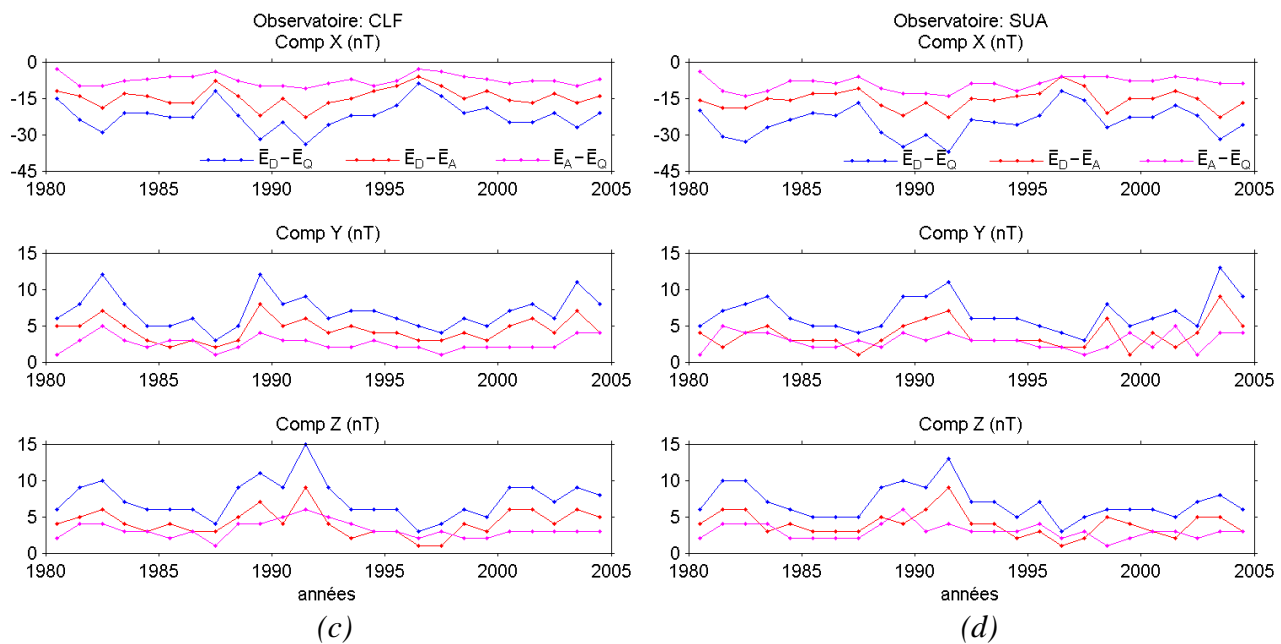 Observatoire: CLF
Comp X (nT)
0
-15
-30
-45
Ē_D−Ē_Q Ē_D−Ē_A Ē_A−Ē_Q
1980 1985 1990 1995 2000 2005
Comp Y (nT)
15
10
5
0
1980 1985 1990 1995 2000 2005
Comp Z (nT)
15
10
5
0
1980 1985 1990 1995 2000 2005
années
(c)
Observatoire: SUA
Comp X (nT)
0
-15
-30
-45
Ē_D−Ē_Q Ē_D−Ē_A Ē_A−Ē_Q
1980 1985 1990 1995 2000 2005
Comp Y (nT)
15
10
5
0
1980 1985 1990 1995 2000 2005
Comp Z (nT)
15
10
5
0
1980 1985 1990 1995 2000 2005
années
(d)